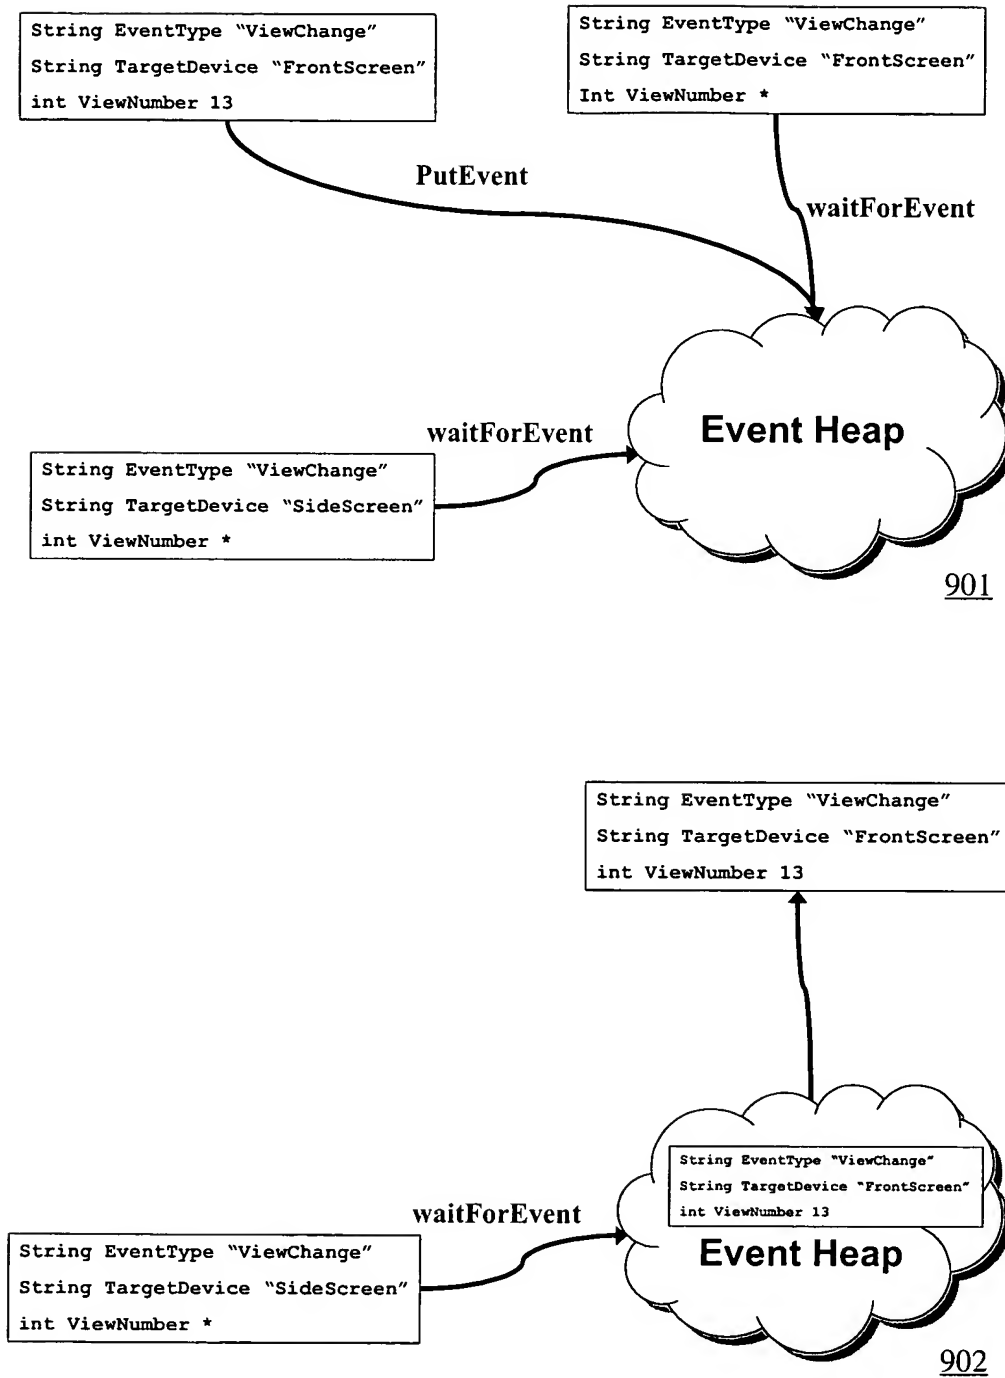 String EventType “ViewChange”
String TargetDevice “FrontScreen”
int ViewNumber 13
String EventType “ViewChange”
String TargetDevice “FrontScreen”
Int ViewNumber *
PutEvent
waitForEvent
Event Heap
waitForEvent
String EventType “ViewChange”
String TargetDevice “SideScreen”
int ViewNumber *
901
String EventType “ViewChange”
String TargetDevice “FrontScreen”
int ViewNumber 13
String EventType “ViewChange”
String TargetDevice “FrontScreen”
int ViewNumber 13
Event Heap
waitForEvent
String EventType “ViewChange”
String TargetDevice “SideScreen”
int ViewNumber *
902